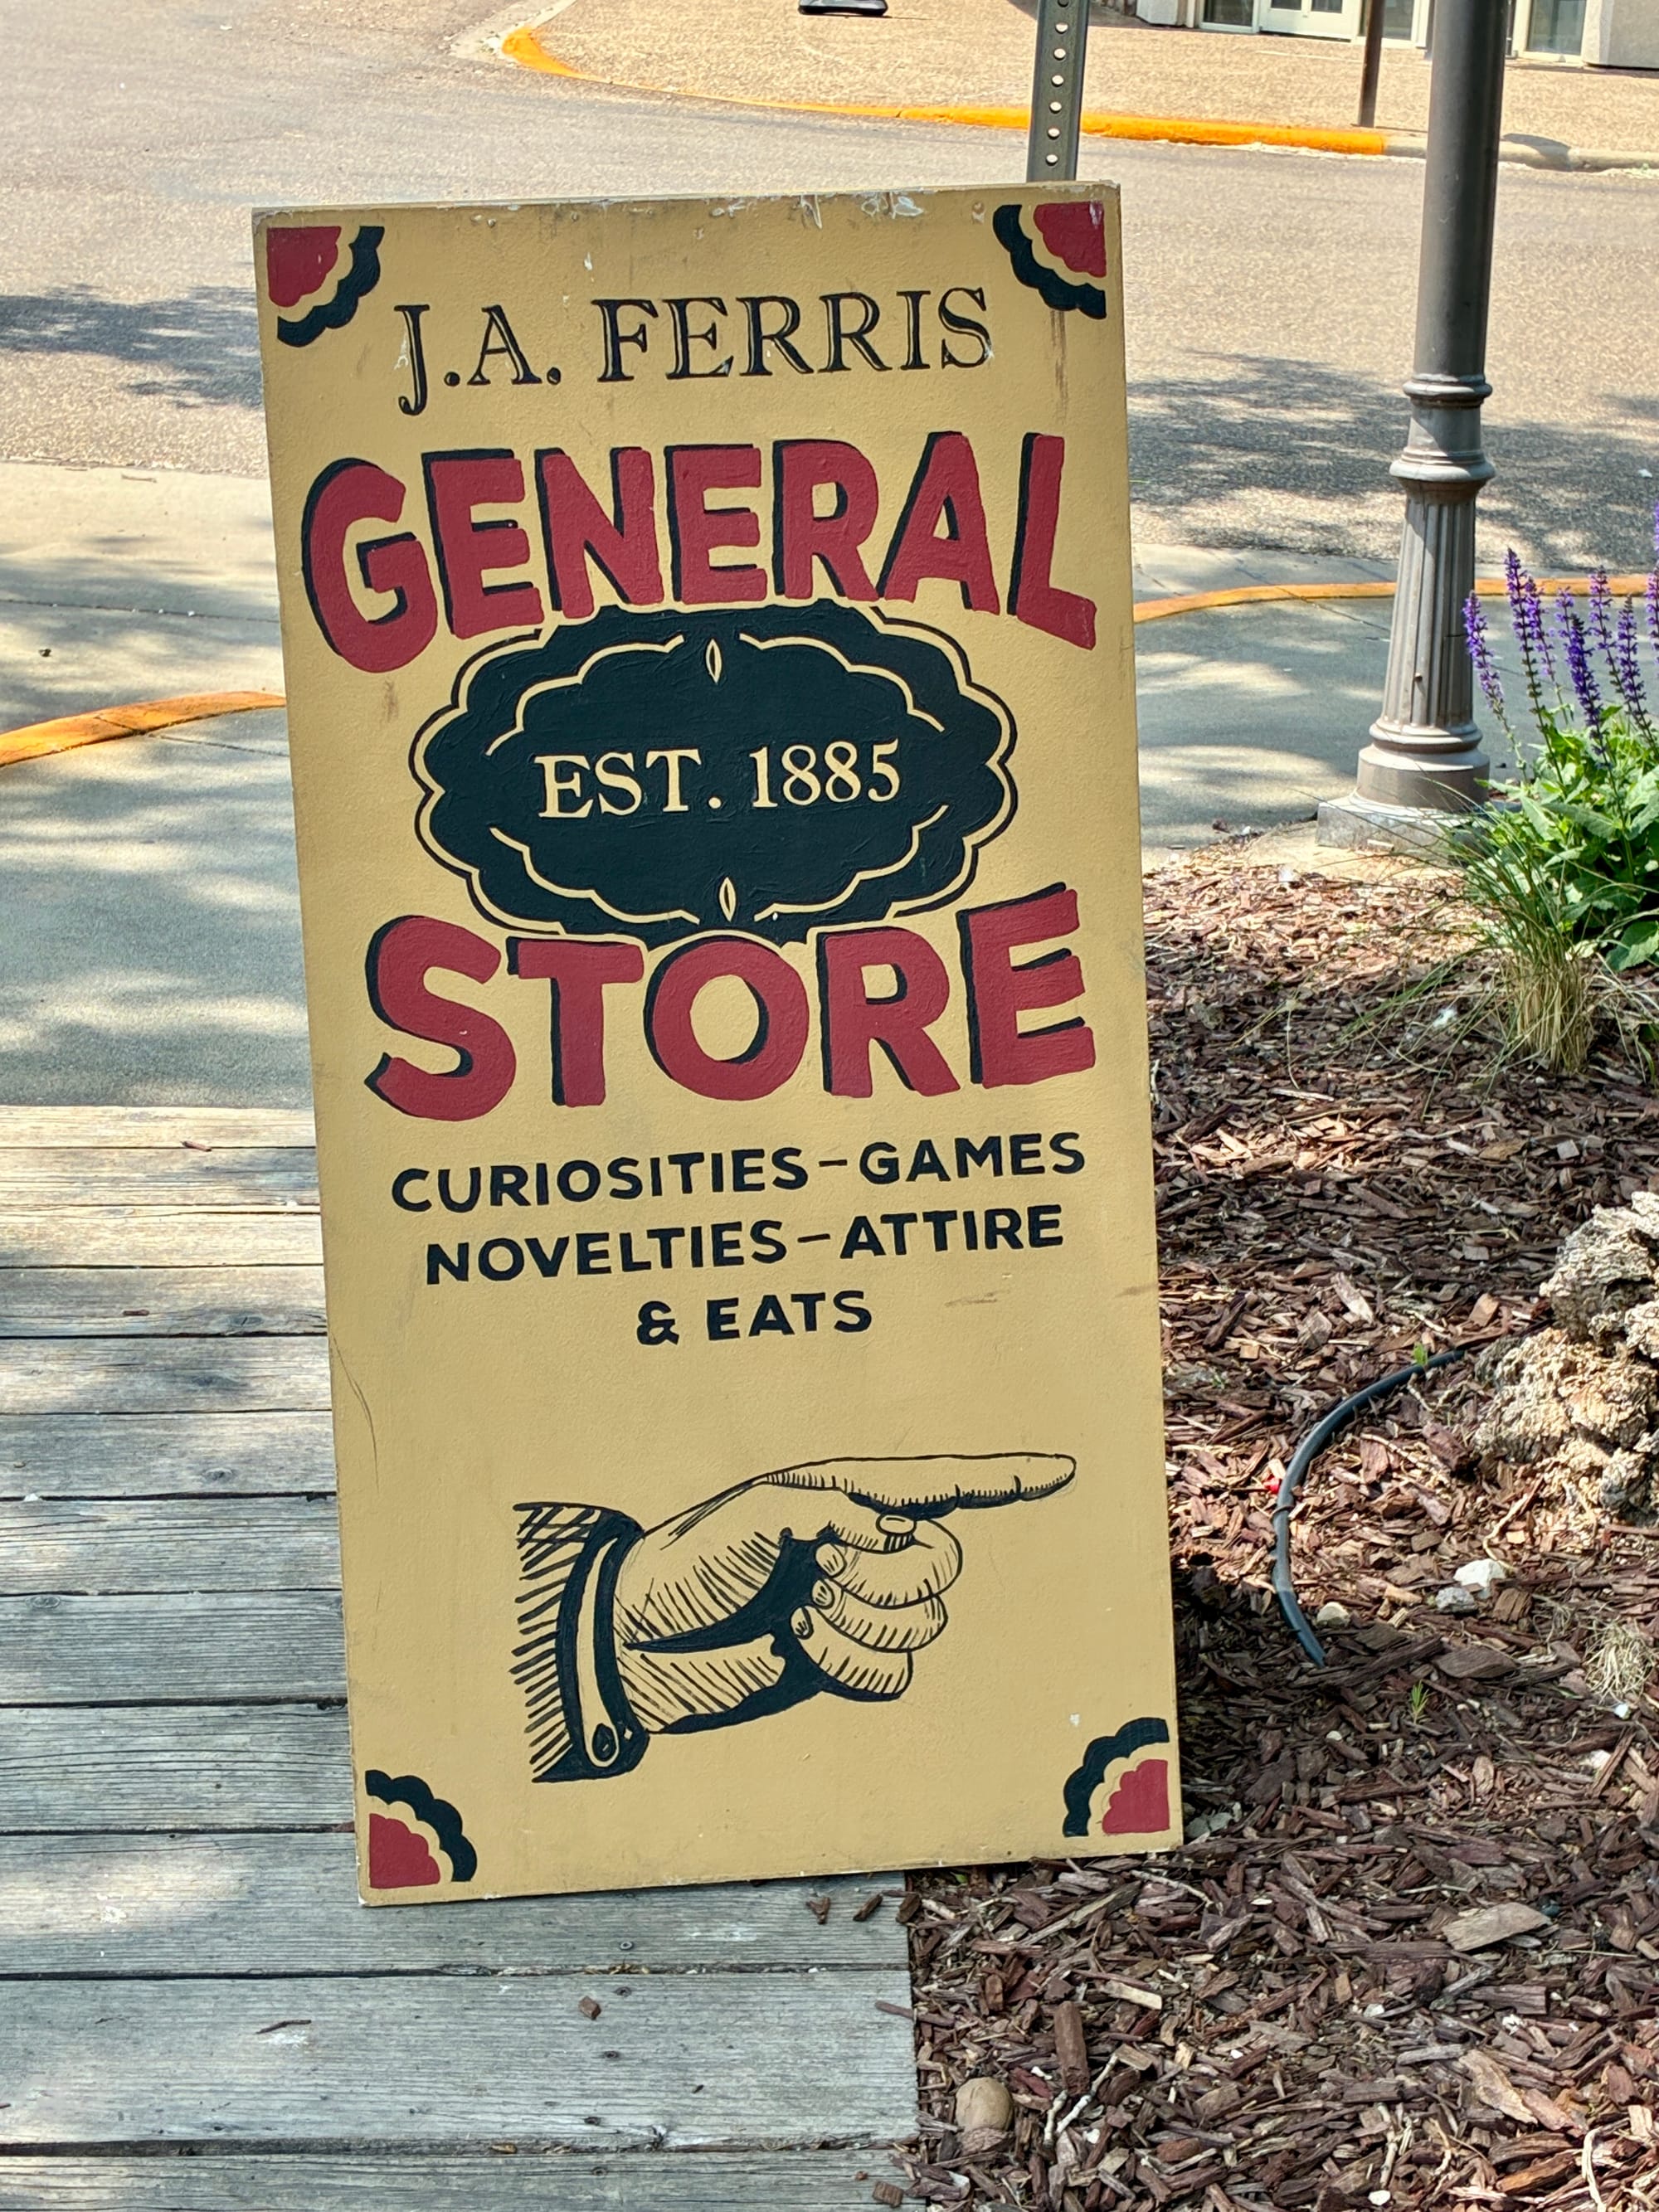 J.A. FERRIS
GENERAL
EST. 1885
STORE
CURIOSITIES-GAMES
NOVELTIES-ATTIRE
& EATS